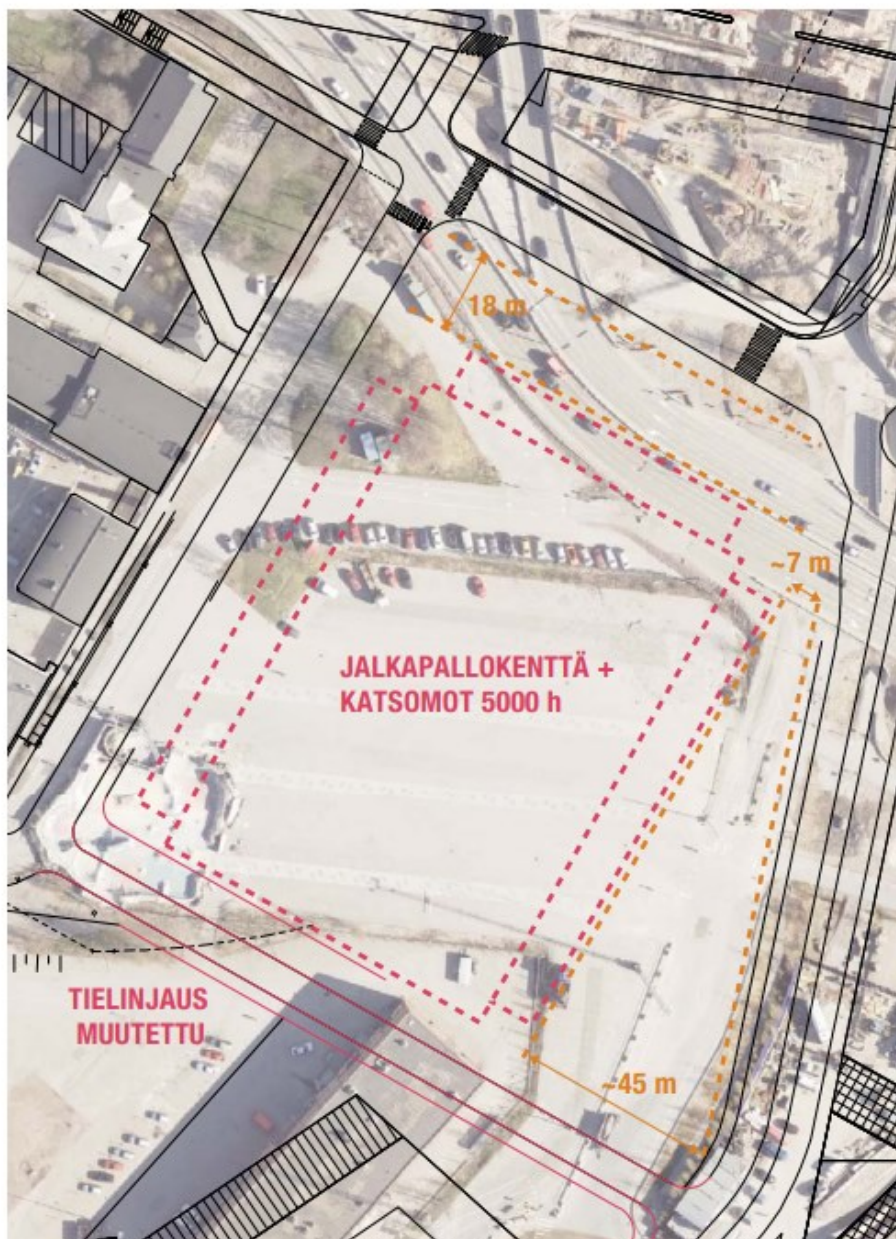 18 m
~7 m
JALKAPALLOKENTTÄ +
KATSOMOT 5000 h
TIELINJAUS
MUUTETTU
~45 m